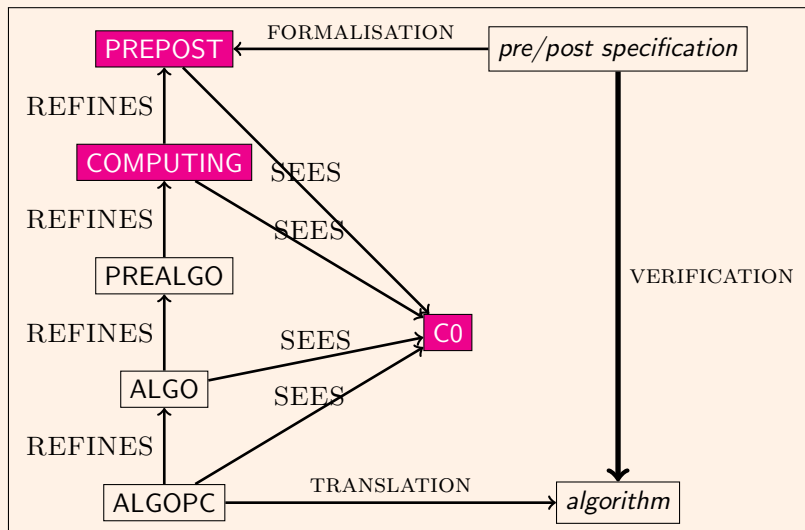 PREPOST
FORMALISATION
pre/post specification
REFINES
COMPUTING
SEES
REFINES
SEES
PREALGO
VERIFICATION
REFINES
SEES
C0
ALGO
SEES
REFINES
ALGOPC
TRANSLATION
algorithm